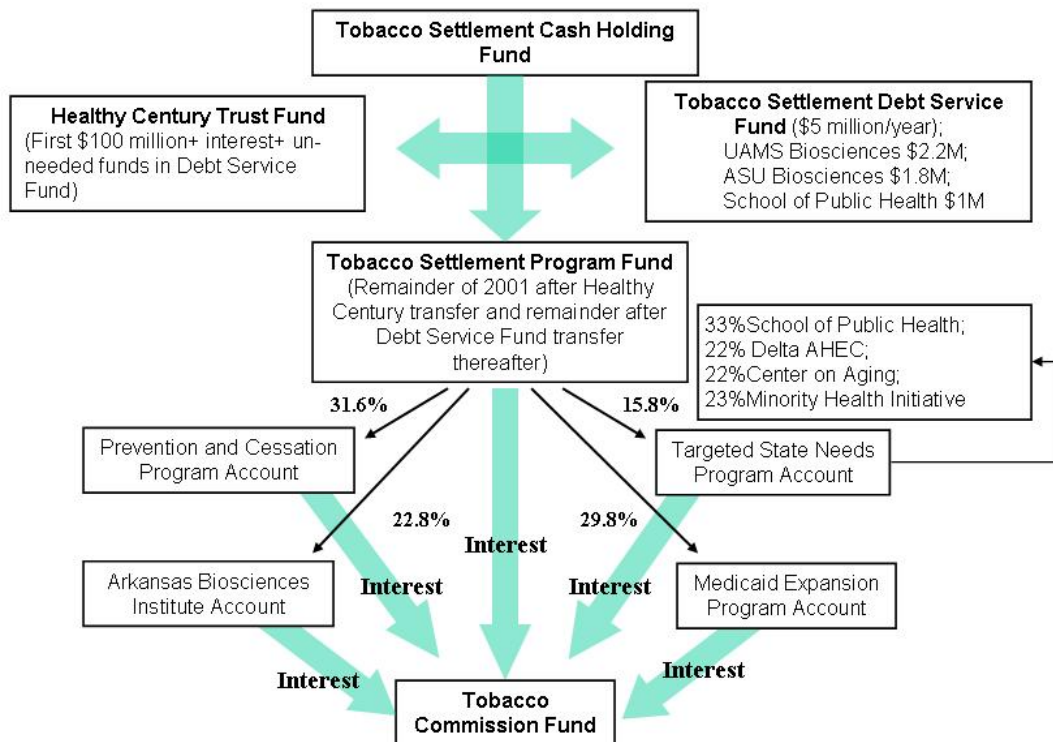 Tobacco Settlement Cash Holding
Fund
Healthy Century Trust Fund
(First $100 million+ interest+ un-
needed funds in Debt Service
Fund)
Tobacco Settlement Debt Service
Fund ($5 million/year);
UAMS Biosciences $2.2M;
ASU Biosciences $1.8M;
School of Public Health $1M
Tobacco Settlement Program Fund
(Remainder of 2001 after Healthy
Century transfer and remainder after
Debt Service Fund transfer
thereafter)
33%School of Public Health;
22% Delta AHEC;
22%Center on Aging;
23%Minority Health Initiative
31.6%
15.8%
Prevention and Cessation
Program Account
Targeted State Needs
Program Account
22.8%
29.8%
Interest
Arkansas Biosciences
Institute Account
Interest
Interest
Medicaid Expansion
Program Account
Interest
Interest
Tobacco
Commission Fund